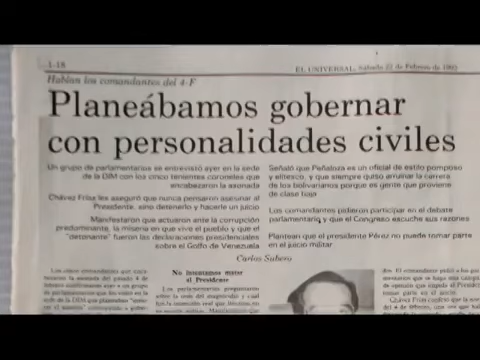 1-18
EL UNIVERSAL, Sábado 22 de Febrero de 1992
Hablan los comandantes del 4-F
Planeábamos gobernar
con personalidades civiles
Un grupo de parlamentarios se entrevistó ayer en la sede
de la DIM con los cinco tenientes coroneles que
encabezaron la asonada
Chávez Frías les aseguró que nunca pensaron asesinar al
Presidente, sino detenerlo y hacerle un juicio
Manifestaron que actuaron ante la corrupción
predominante, la miseria en que vive el pueblo y que el
"detonante" fueron las declaraciones presidenciales
sobre el Golfo de Venezuela
Señaló que Peñaloza es un oficial de estilo pomposo
y elitesco, y que siempre quiso arruinar la carrera
de los bolivarianos porque es gente que proviene
de clase baja
Los comandantes pidieron participar en el debate
parlamentario y que el Congreso escuche sus razones
Plantean que el presidente Pérez no puede tomar parte
en el juicio militar
Carlos Subero
No intentamos matar
al Presidente